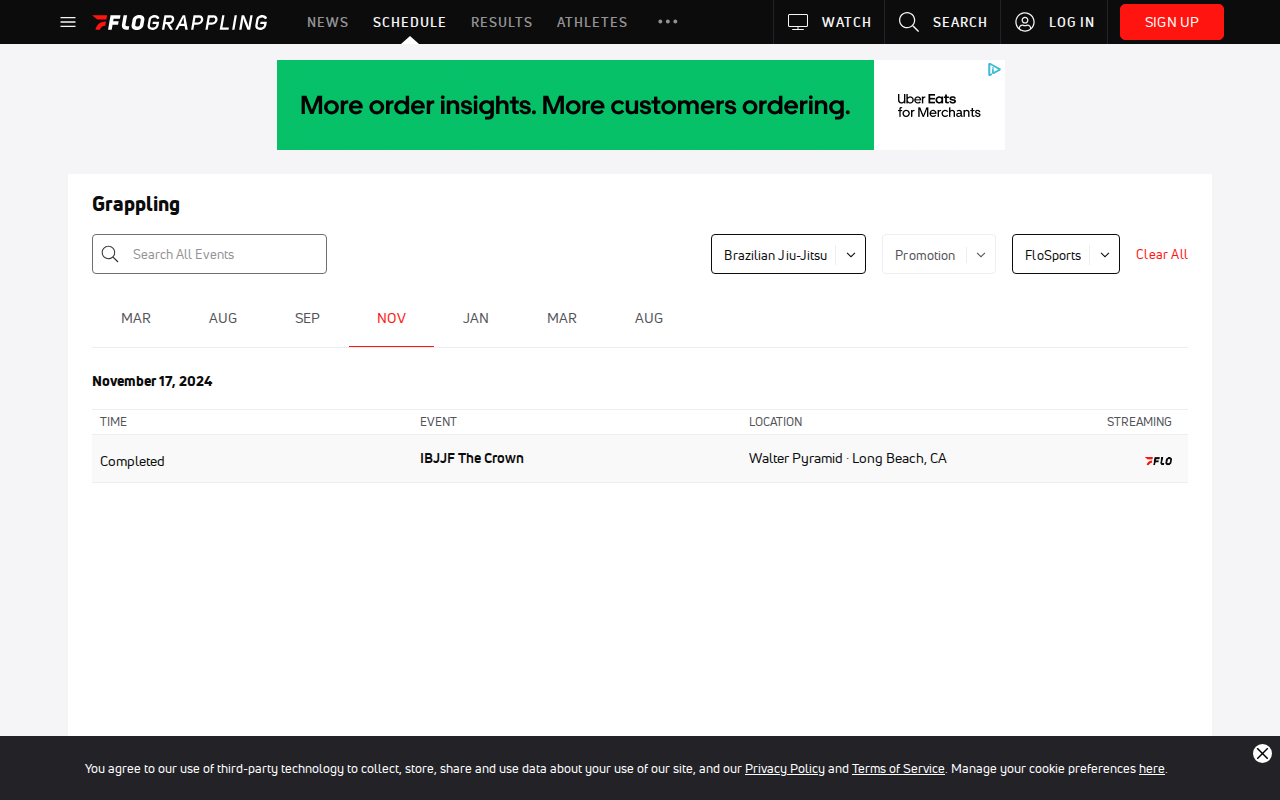 FLOGRAPPLING
NEWS
SCHEDULE
RESULTS
ATHLETES
WATCH
SEARCH
LOG IN
SIGN UP
More order insights. More customers ordering.
Uber Eats
for Merchants
Grappling
Search All Events
Brazilian Jiu-Jitsu
Promotion
FloSports
Clear All
MAR
AUG
SEP
NOV
JAN
MAR
AUG
November 17, 2024
TIME
EVENT
LOCATION
STREAMING
Completed
IBJJF The Crown
Walter Pyramid · Long Beach, CA
FLO
You agree to our use of third-party technology to collect, store, share and use data about your use of our site, and our Privacy Policy and Terms of Service. Manage your cookie preferences here.